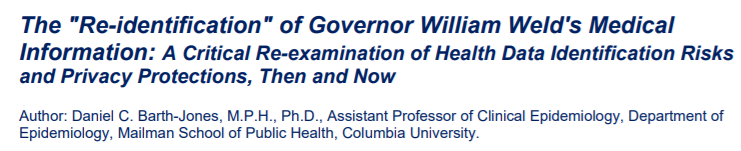 The "Re-identification" of Governor William Weld's Medical
Information: A Critical Re-examination of Health Data Identification Risks
and Privacy Protections, Then and Now
Author: Daniel C. Barth-Jones, M.P.H., Ph.D., Assistant Professor of Clinical Epidemiology, Department of
Epidemiology, Mailman School of Public Health, Columbia University.